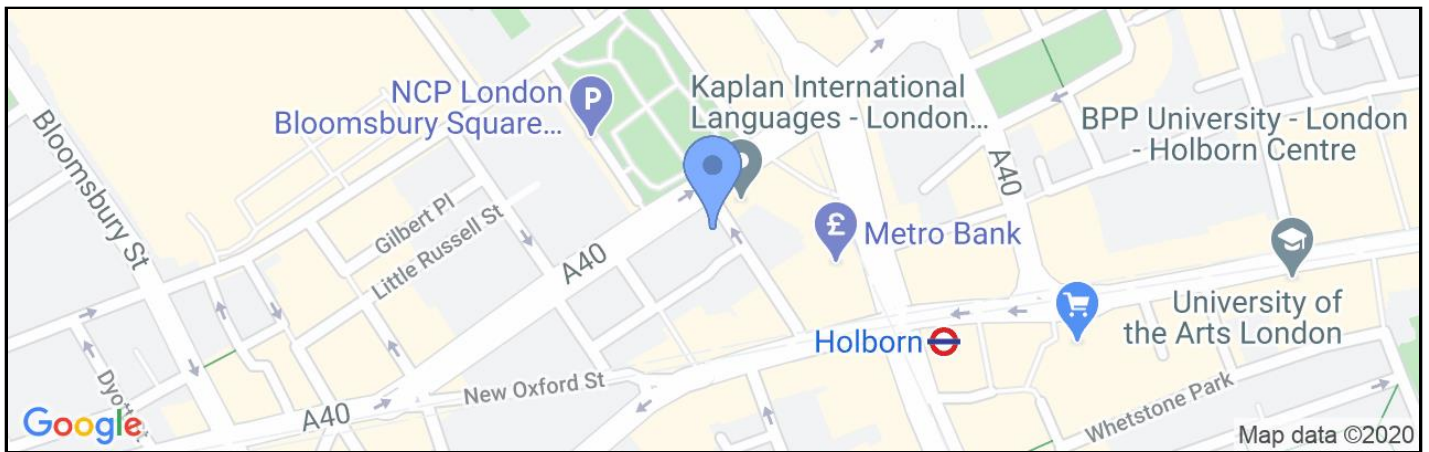 NCP London
Bloomsbury Square...
P
Kaplan International
Languages - London...
BPP University - London
- Holborn Centre
A40
Bloomsbury St
Gilbert Pl
Little Russell St
A40
£
Metro Bank
University of
the Arts London
Holborn
New Oxford St
A40
Whetstone Park
Google
Map data ©2020